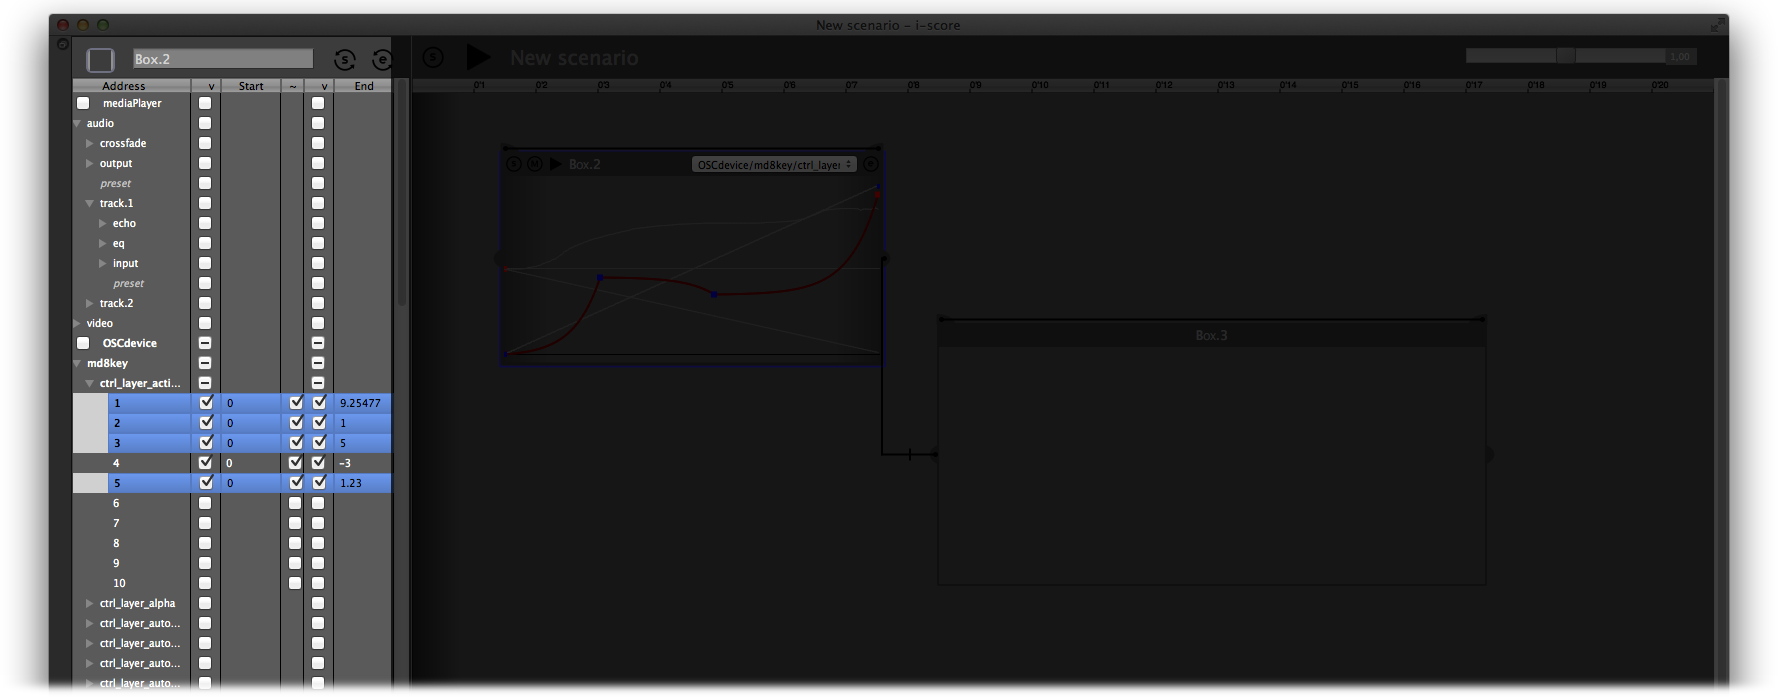 New scenario - i-score
Box.2
S
e
S
New scenario
1,00
Address v Start ~ v End
0'1 0'2 0'3 0'4 0'5 0'6 0'7 0'8 0'9 0'10 0'11 0'12 0'13 0'14 0'15 0'16 0'17 0'18 0'19 0'20
mediaPlayer
audio
crossfade
output
preset
track.1
echo
eq
input
preset
track.2
video
OSCdevice
md8key
ctrl_layer_acti...
1 0 9.25477
2 0 1
3 0 5
4 0 -3
5 0 1.23
6
7
8
9
10
ctrl_layer_alpha
ctrl_layer_auto...
ctrl_layer_auto...
ctrl_layer_auto...
ctrl_layer_auto...
S M Box.2 OSCdevice/md8key/ctrl_layer
Box.3